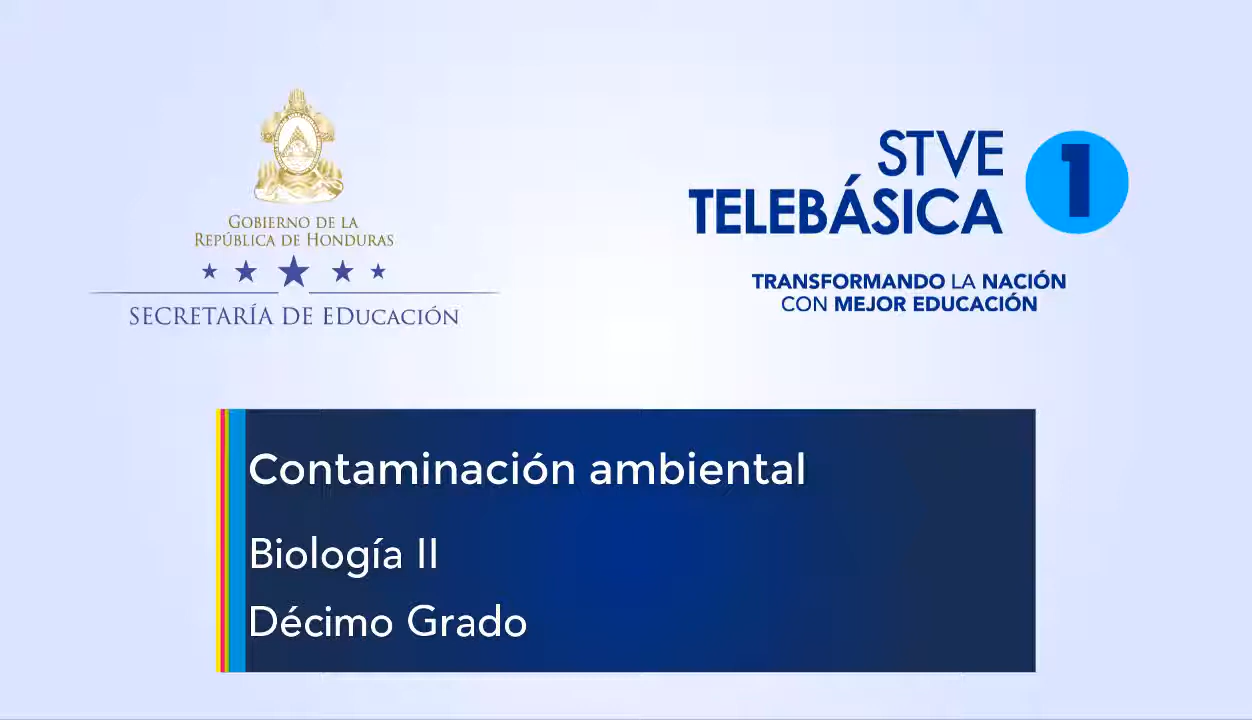 GOBIERNO DE LA
REPÚBLICA DE HONDURAS
SECRETARÍA DE EDUCACIÓN
STVE
TELEBÁSICA
1
TRANSFORMANDO LA NACIÓN
CON MEJOR EDUCACIÓN
Contaminación ambiental
Biología II
Décimo Grado